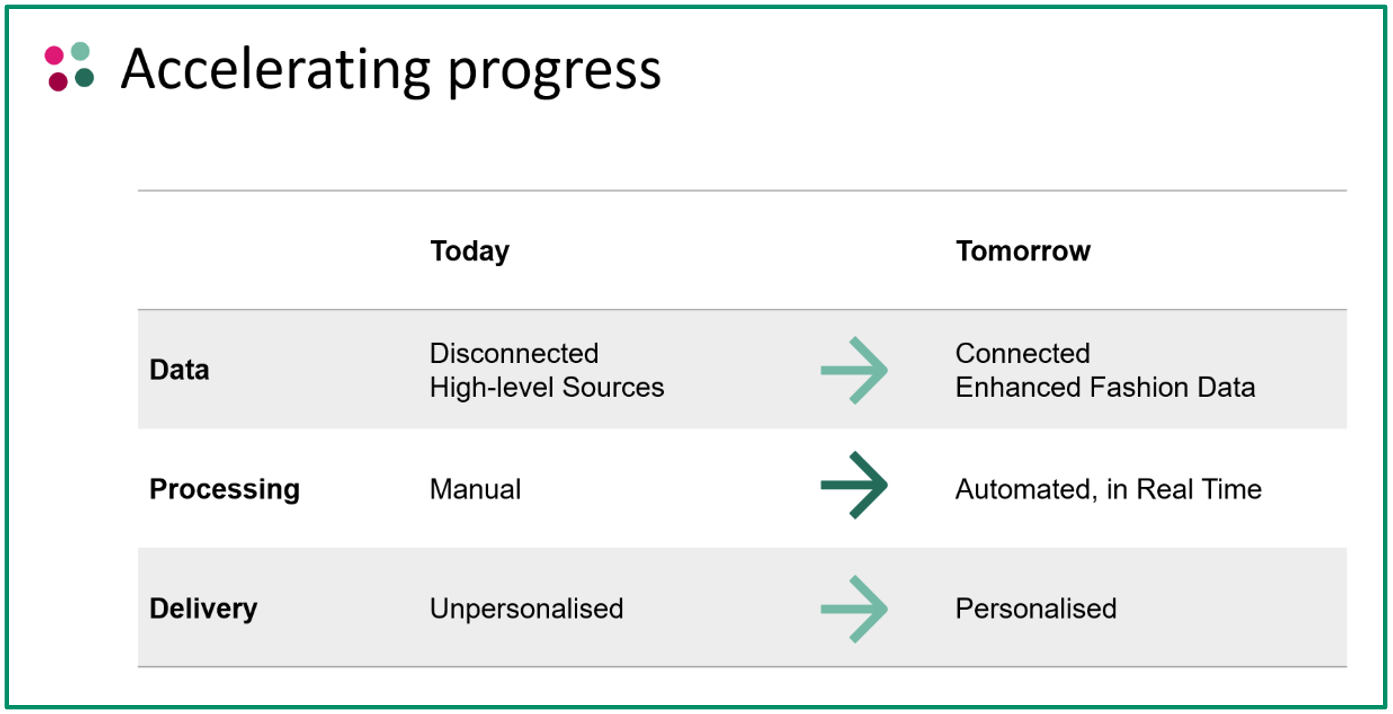 Accelerating progress
Today Tomorrow
Data
Disconnected
High-level Sources
Connected
Enhanced Fashion Data
Processing Manual Automated, in Real Time
Delivery Unpersonalised Personalised